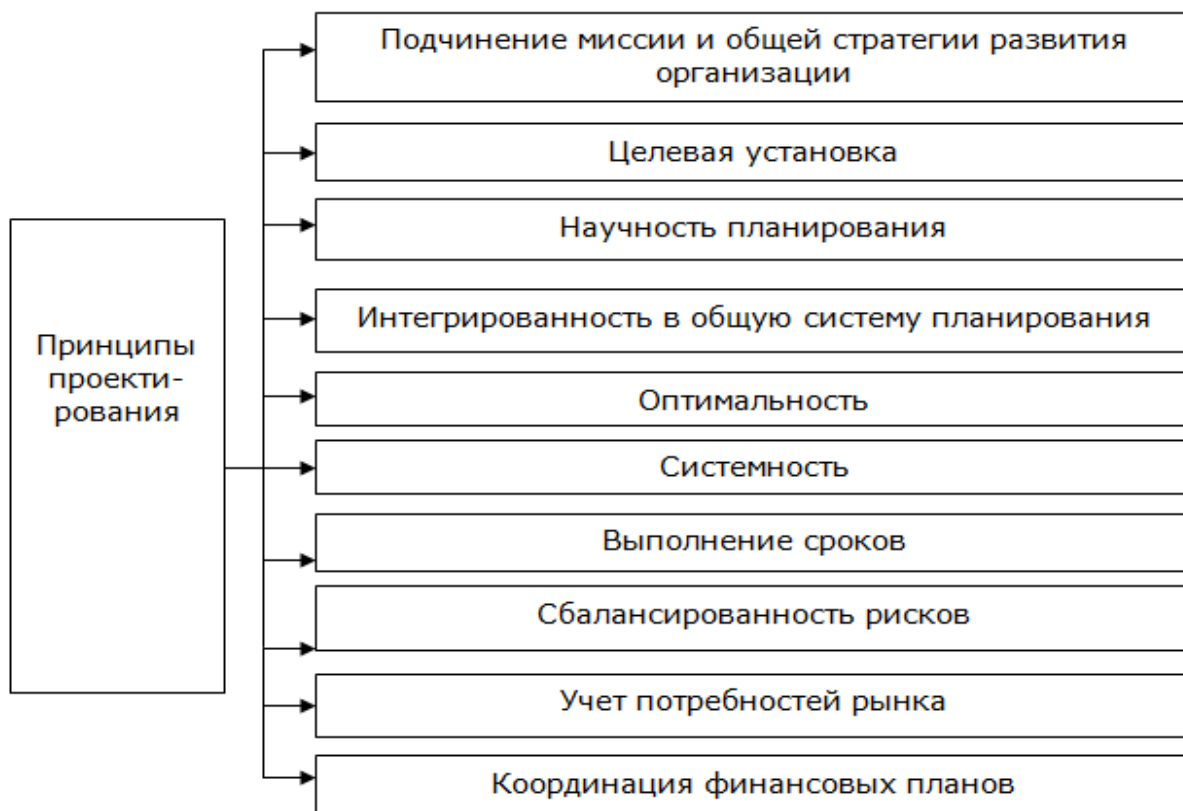 Принципы
проекти-
рования
Подчинение миссии и общей стратегии развития
организации
Целевая установка
Научность планирования
Интегрированность в общую систему планирования
Оптимальность
Системность
Выполнение сроков
Сбалансированность рисков
Учет потребностей рынка
Координация финансовых планов